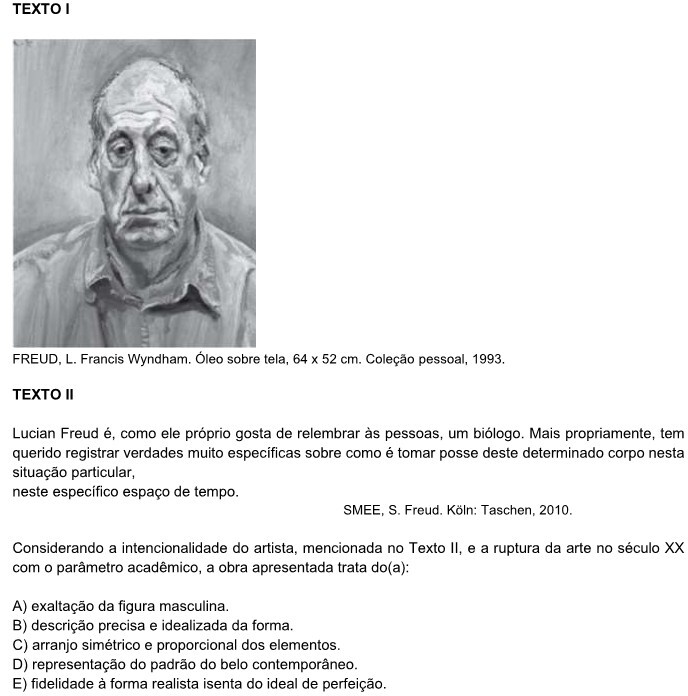 TEXTO I
FREUD, L. Francis Wyndham. Óleo sobre tela, 64 x 52 cm. Coleção pessoal, 1993.
TEXTO II
Lucian Freud é, como ele próprio gosta de relembrar às pessoas, um biólogo. Mais propriamente, tem
querido registrar verdades muito específicas sobre como é tomar posse deste determinado corpo nesta
situação particular,
neste específico espaço de tempo.
SMEE, S. Freud. Köln: Taschen, 2010.
Considerando a intencionalidade do artista, mencionada no Texto II, e a ruptura da arte no século XX
com o parâmetro acadêmico, a obra apresentada trata do(a):
A) exaltação da figura masculina.
B) descrição precisa e idealizada da forma.
C) arranjo simétrico e proporcional dos elementos.
D) representação do padrão do belo contemporâneo.
E) fidelidade à forma realista isenta do ideal de perfeição.